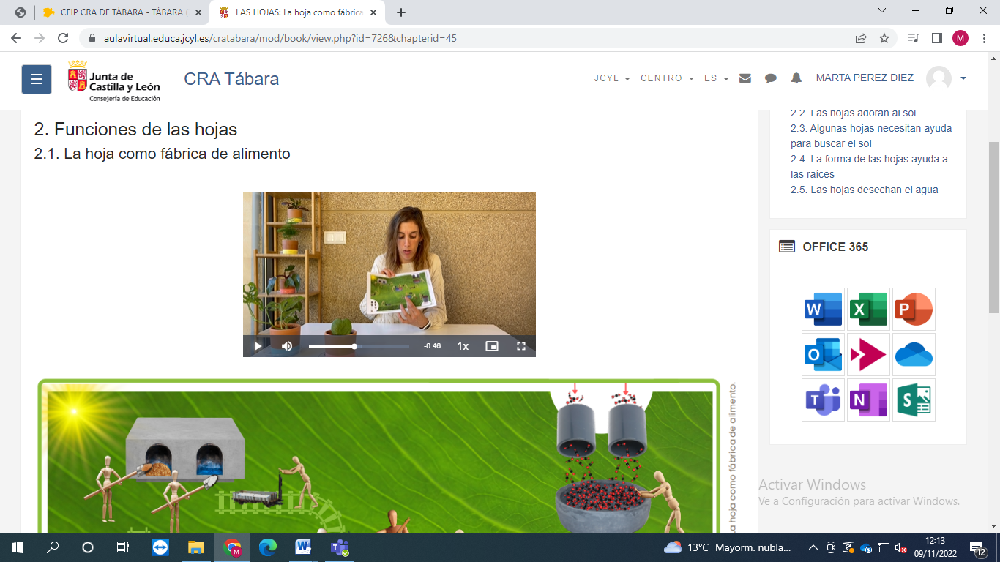 CEIP CRA DE TÁBARA - TÁBARA (
LAS HOJAS: La hoja como fábrica
aulavirtual.educa.jcyl.es/cratabara/mod/book/view.php?id=726&chapterid=45
M
Junta de
Castilla y León
Consejería de Educación
CRA Tábara
JCYL
CENTRO
ES
MARTA PEREZ DIEZ
2. Funciones de las hojas
2.1. La hoja como fábrica de alimento
-0:46
1x
La hoja como fábrica de alimento.
2.2. Las hojas adoran al sol
2.3. Algunas hojas necesitan ayuda
para buscar el sol
2.4. La forma de las hojas ayuda a
las raíces
2.5. Las hojas desechan el agua
OFFICE 365
W
X
P
O
T
N
S
Activar Windows
Ve a Configuración para activar Windows.
M
W
T
13°C Mayorm. nubla...
12:13
09/11/2022
12